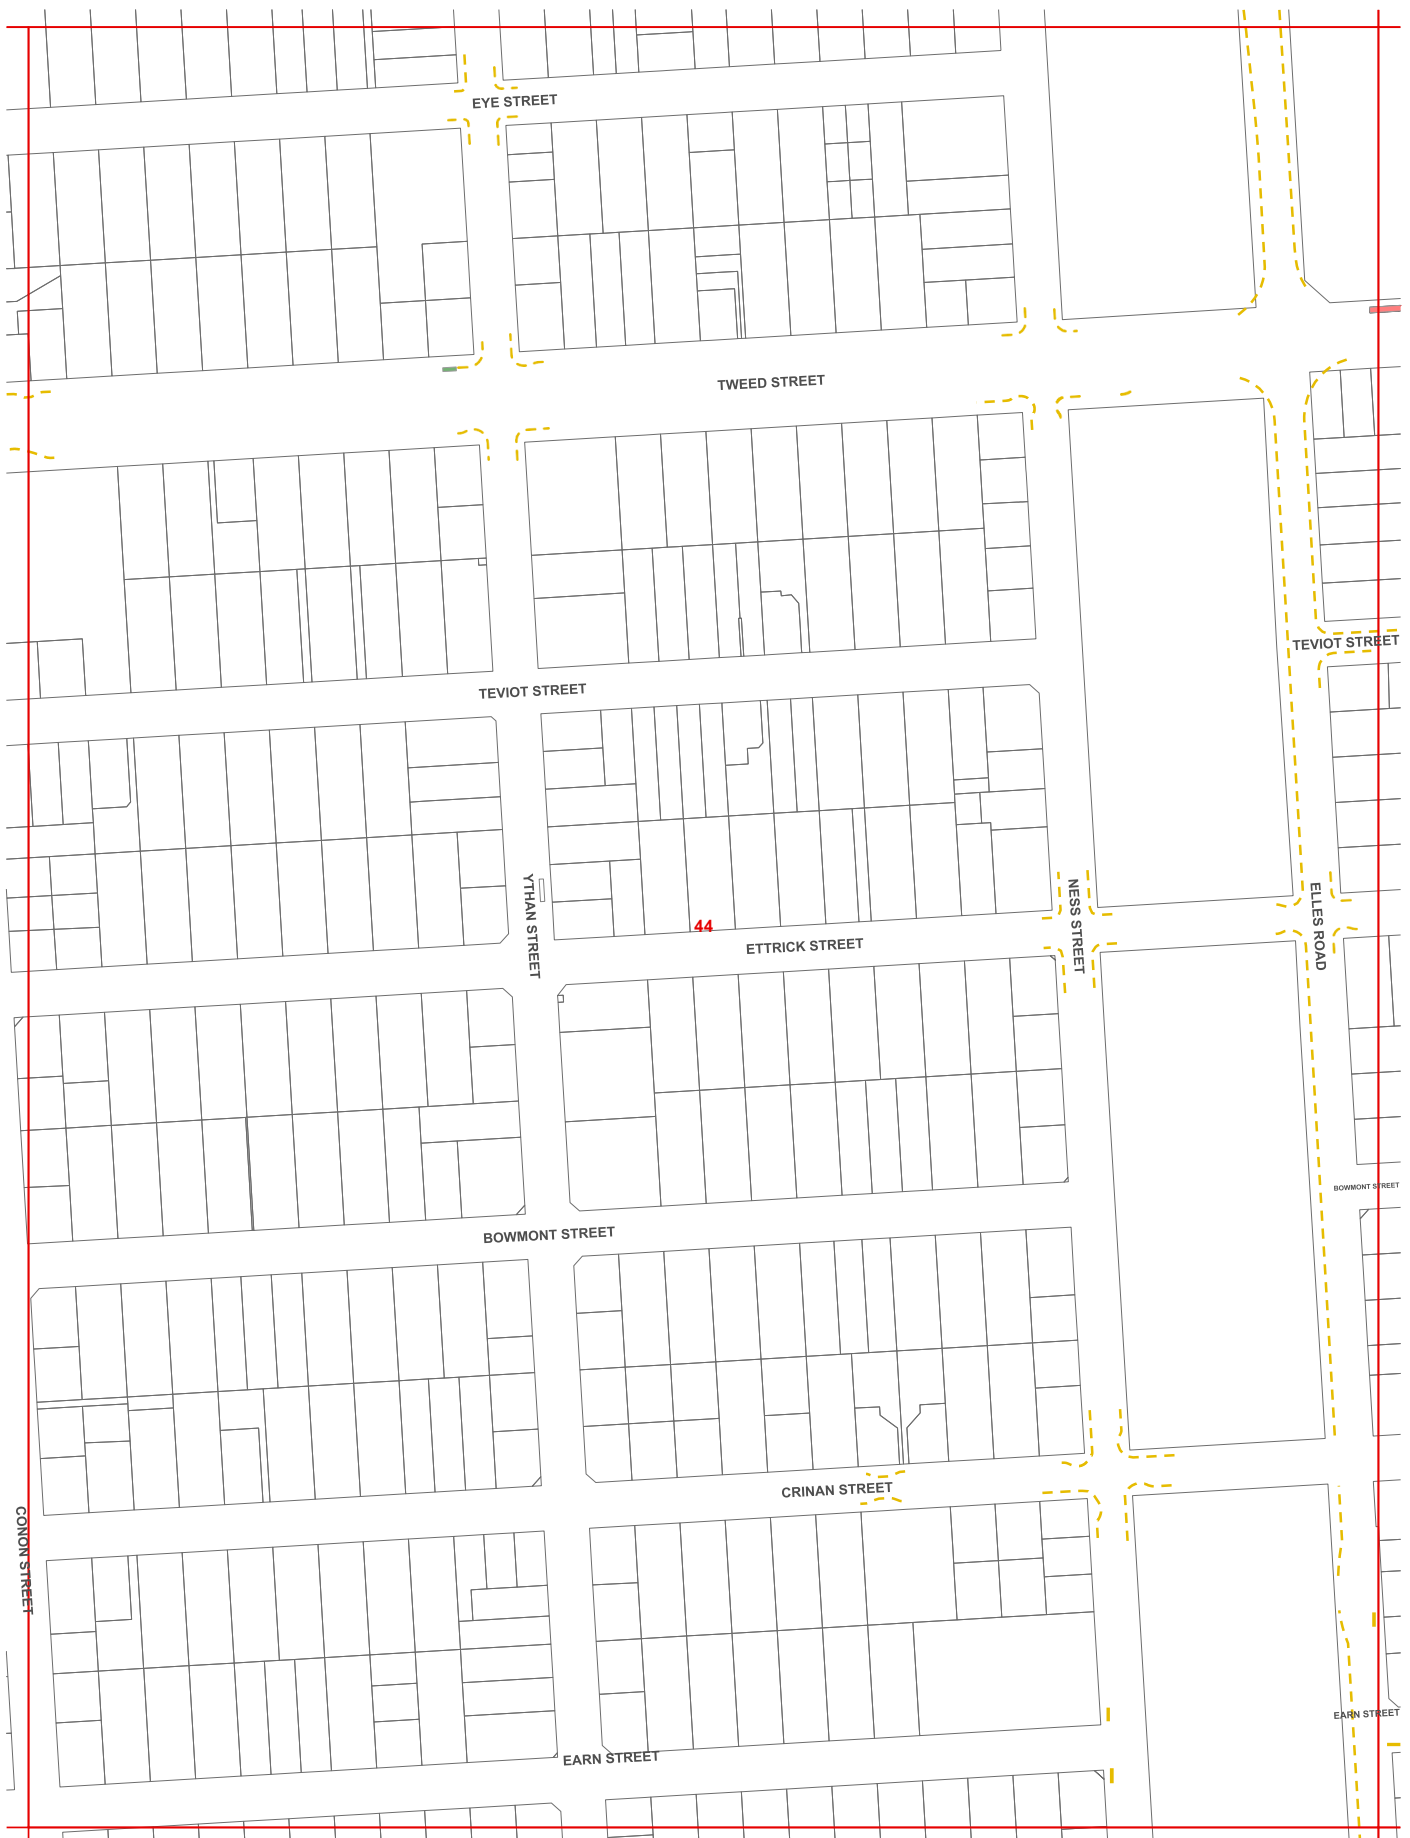 EYE STREET
TWEED STREET
TEVIOT STREET
TEVIOT STREET
YTHAN STREET
NESS STREET
ELLES ROAD
44
ETTRICK STREET
BOWMONT STREET
BOWMONT STREET
CRINAN STREET
CONON STREET
EARN STREET
EARN STREET